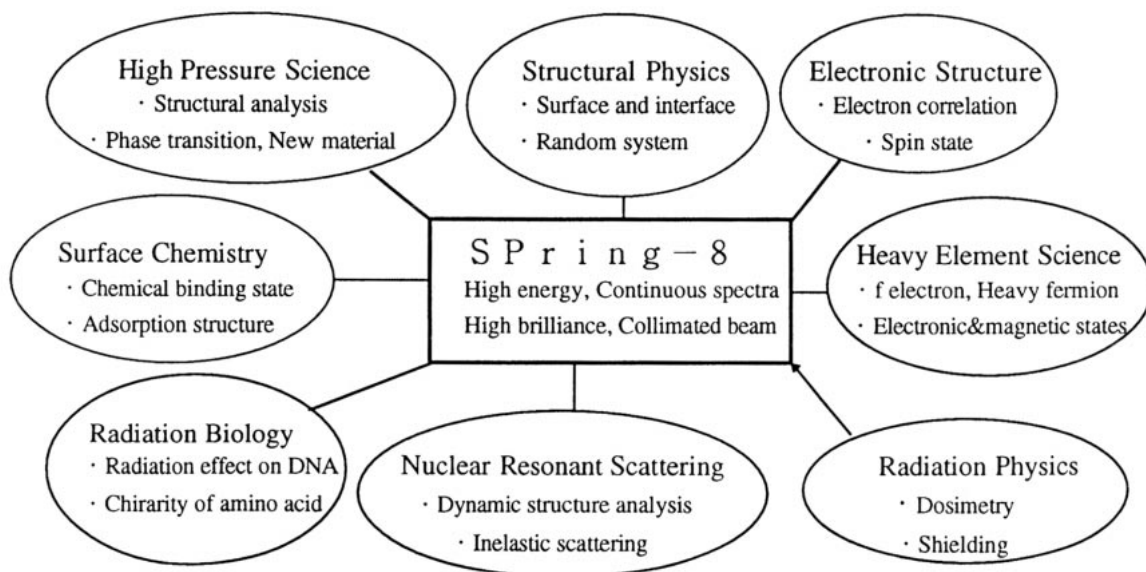 High Pressure Science
· Structural analysis
· Phase transition, New material
Structural Physics
· Surface and interface
· Random system
Electronic Structure
· Electron correlation
· Spin state
Surface Chemistry
· Chemical binding state
· Adsorption structure
SPring-8
High energy, Continuous spectra
High brilliance, Collimated beam
Heavy Element Science
· f electron, Heavy fermion
· Electronic&magnetic states
Radiation Biology
· Radiation effect on DNA
· Chirarity of amino acid
Nuclear Resonant Scattering
· Dynamic structure analysis
· Inelastic scattering
Radiation Physics
· Dosimetry
· Shielding